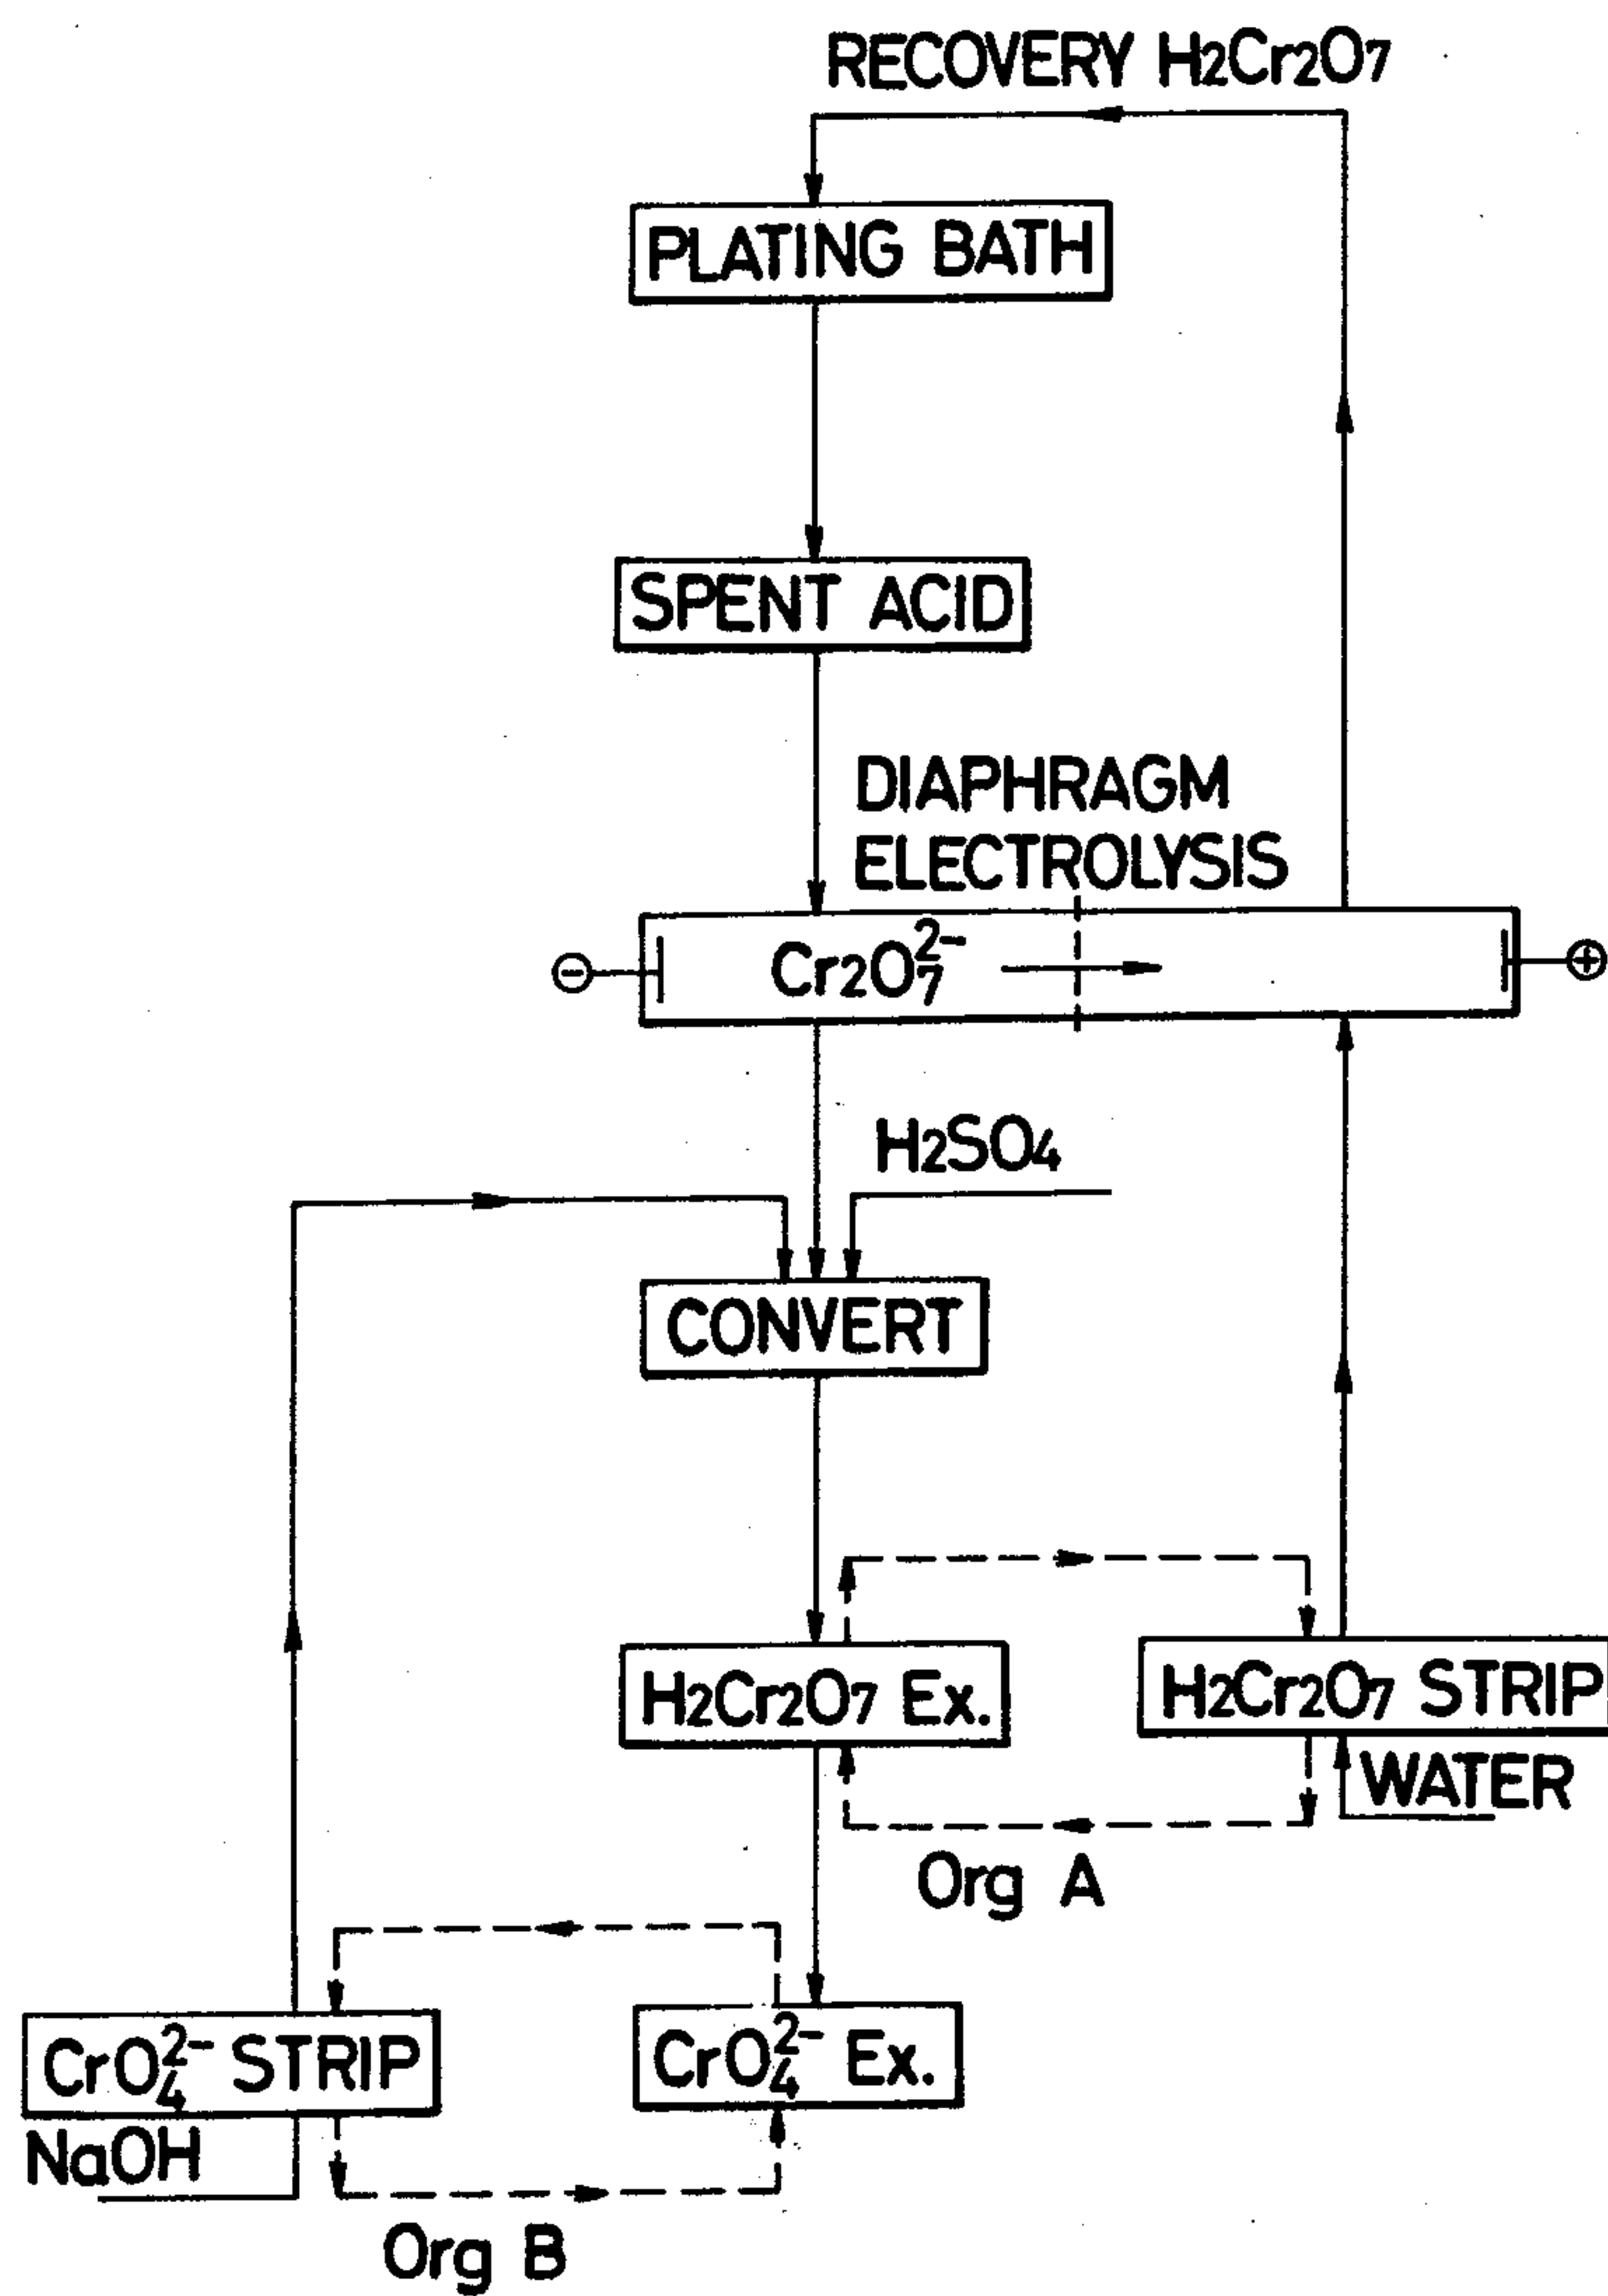 RECOVERY H2Cr2O7
PLATING BATH
SPENT ACID
DIAPHRAGM
ELECTROLYSIS
⊖ Cr2O7^2- ⊕
H2SO4
CONVERT
H2Cr2O7 Ex.
H2Cr2O7 STRIP
WATER
Org A
CrO4^2- STRIP
CrO4^2- Ex.
NaOH
Org B